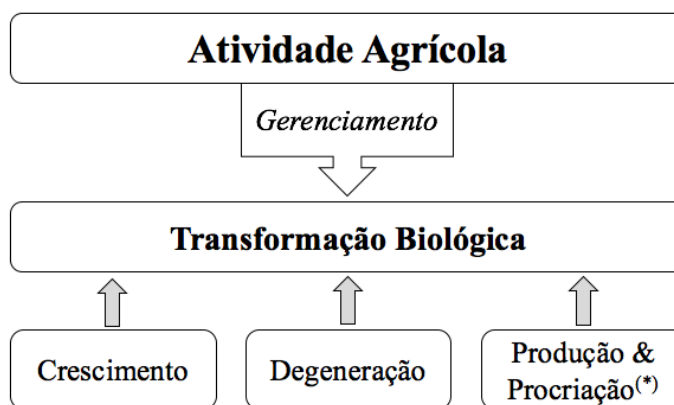 Atividade Agrícola
Gerenciamento
Transformação Biológica
Crescimento
Degeneração
Produção &
Procriação(*)